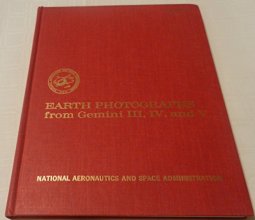 EARTH PHOTOGRAPHS
from Gemini III, IV, and V
NATIONAL AERONAUTICS AND SPACE ADMINISTRATION